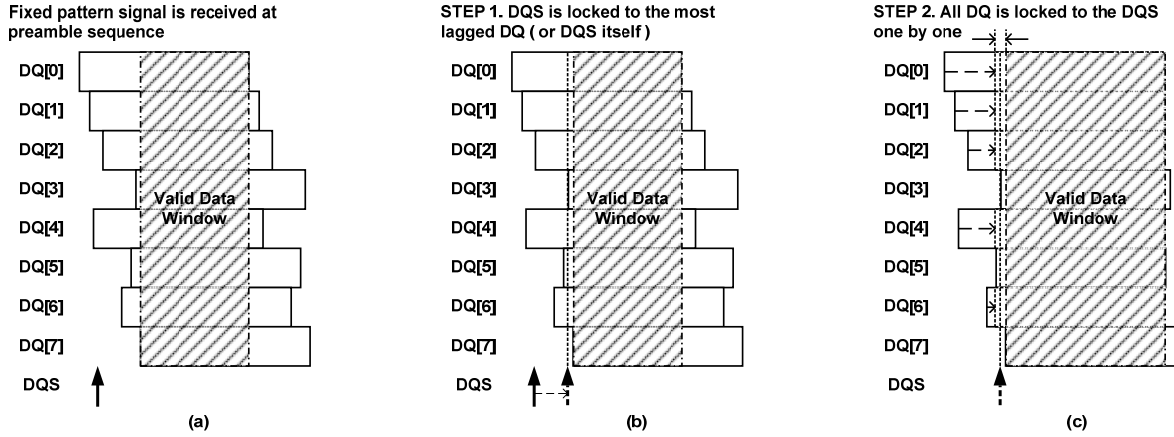 Fixed pattern signal is received at
preamble sequence
DQ[0]
DQ[1]
DQ[2]
DQ[3]
DQ[4]
DQ[5]
DQ[6]
DQ[7]
DQS
Valid Data
Window
(a)
STEP 1. DQS is locked to the most
lagged DQ ( or DQS itself )
DQ[0]
DQ[1]
DQ[2]
DQ[3]
DQ[4]
DQ[5]
DQ[6]
DQ[7]
DQS
Valid Data
Window
(b)
STEP 2. All DQ is locked to the DQS
one by one
DQ[0]
DQ[1]
DQ[2]
DQ[3]
DQ[4]
DQ[5]
DQ[6]
DQ[7]
DQS
Valid Data
Window
(c)